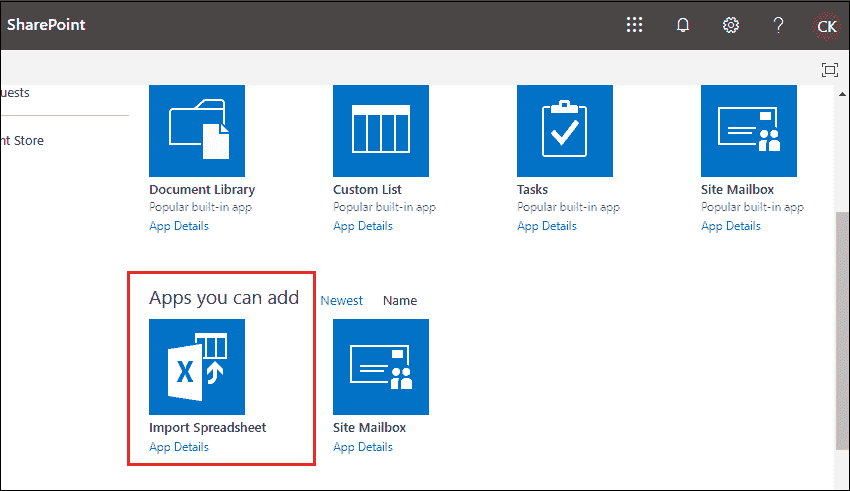 SharePoint
? CK
uests
nt Store
Document Library Custom List Tasks Site Mailbox
Popular built-in app Popular built-in app Popular built-in app Popular built-in app
App Details App Details App Details App Details
Apps you can add Newest Name
X
Import Spreadsheet Site Mailbox
App Details App Details